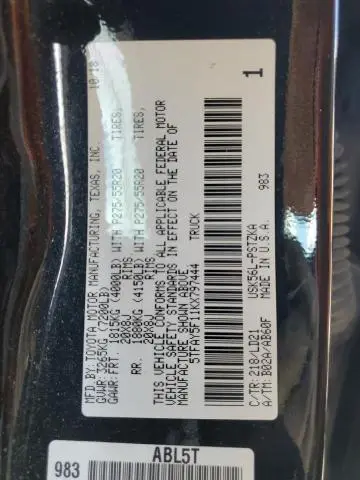 MFD. BY: TOYOTA MOTOR MANUFACTURING, TEXAS, INC. 10/18
GVWR: 3265KG (7200LB)
GAWR: FRT. 1815KG (4000LB) WITH P275/55R20 TIRES,
20X8J RIMS
RR. 1880KG (4150LB) WITH P275/55R20 TIRES,
20X8J RIMS
THIS VEHICLE CONFORMS TO ALL APPLICABLE FEDERAL MOTOR
VEHICLE SAFETY STANDARDS IN EFFECT ON THE DATE OF
MANUFACTURE SHOWN ABOVE.
5TFAY5F11KX797444 TRUCK
1
C/TR: 218/LD21 USK56L-PSTZKA
A/TM: B02A/AB60F MADE IN U.S.A. 983
983 ABL5T